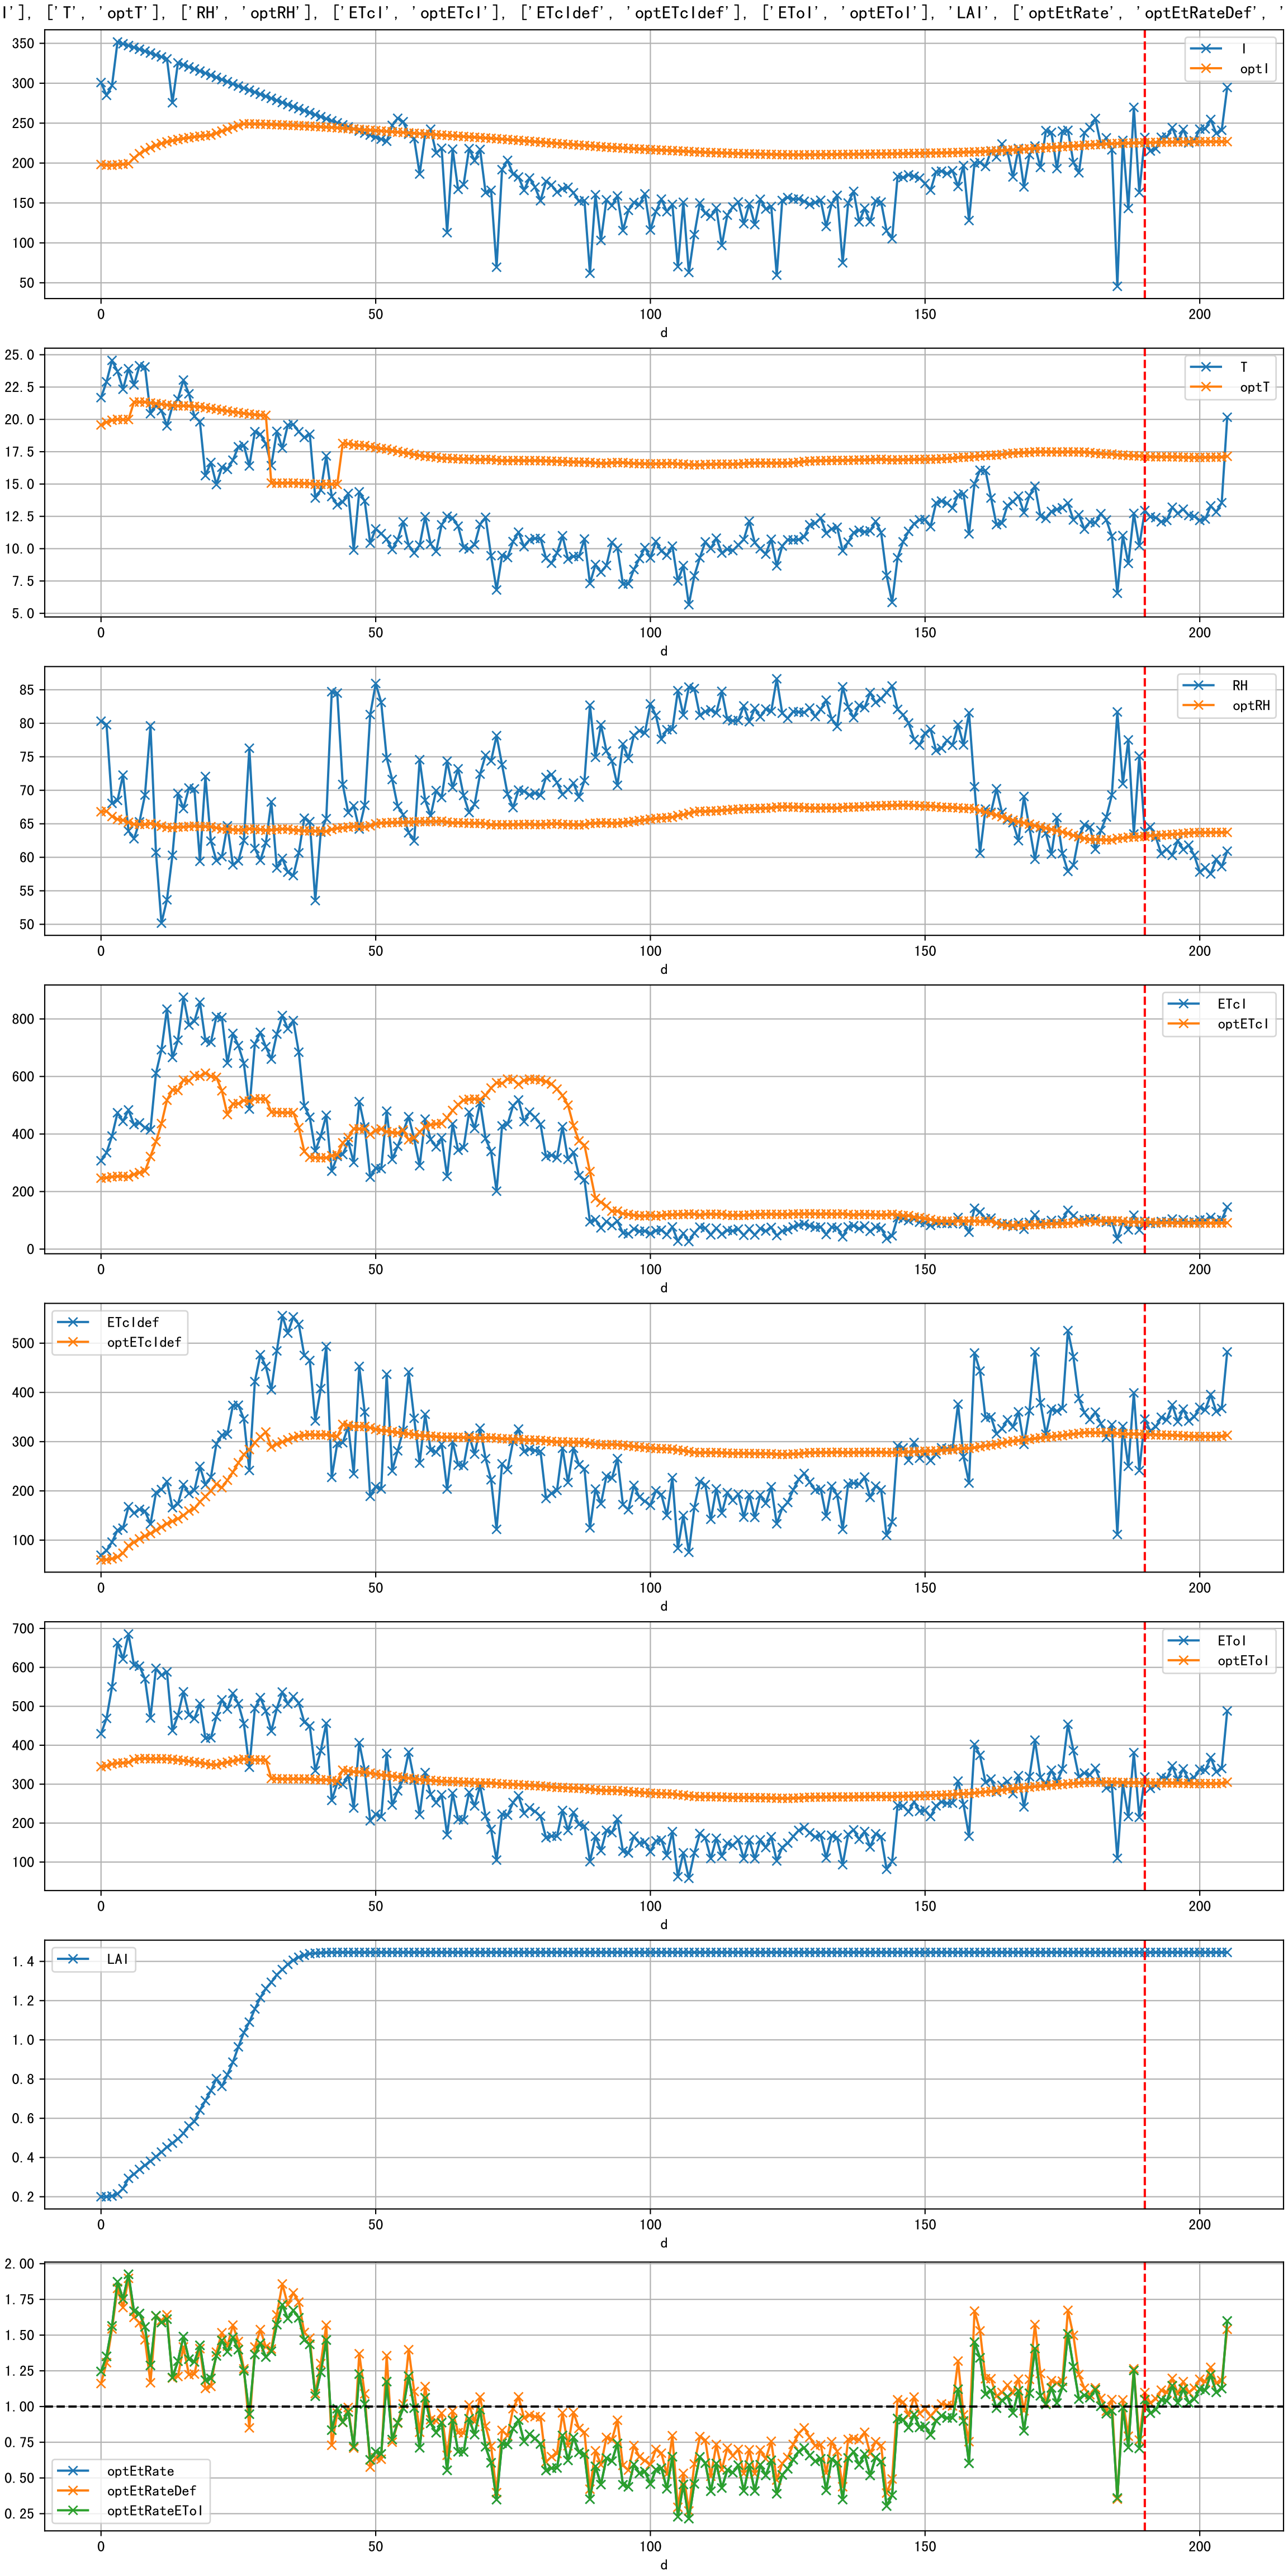 I'], ['T', 'optT'], ['RH', 'optRH'], ['ETcI', 'optETcI'], ['ETcIdef', 'optETcIdef'], ['EToI', 'optEToI'], 'LAI', ['optEtRate', 'optEtRateDef', '
350
300
250
200
150
100
50
I
optI
0 50 100 150 200
d
25.0
22.5
20.0
17.5
15.0
12.5
10.0
7.5
5.0
T
optT
0 50 100 150 200
d
85
80
75
70
65
60
55
50
RH
optRH
0 50 100 150 200
d
800
600
400
200
0
ETcI
optETcI
0 50 100 150 200
d
500
400
300
200
100
ETcIdef
optETcIdef
0 50 100 150 200
d
700
600
500
400
300
200
100
EToI
optEToI
0 50 100 150 200
d
1.4
1.2
1.0
0.8
0.6
0.4
0.2
LAI
0 50 100 150 200
d
2.00
1.75
1.50
1.25
1.00
0.75
0.50
0.25
optEtRate
optEtRateDef
optEtRateEToI
0 50 100 150 200
d